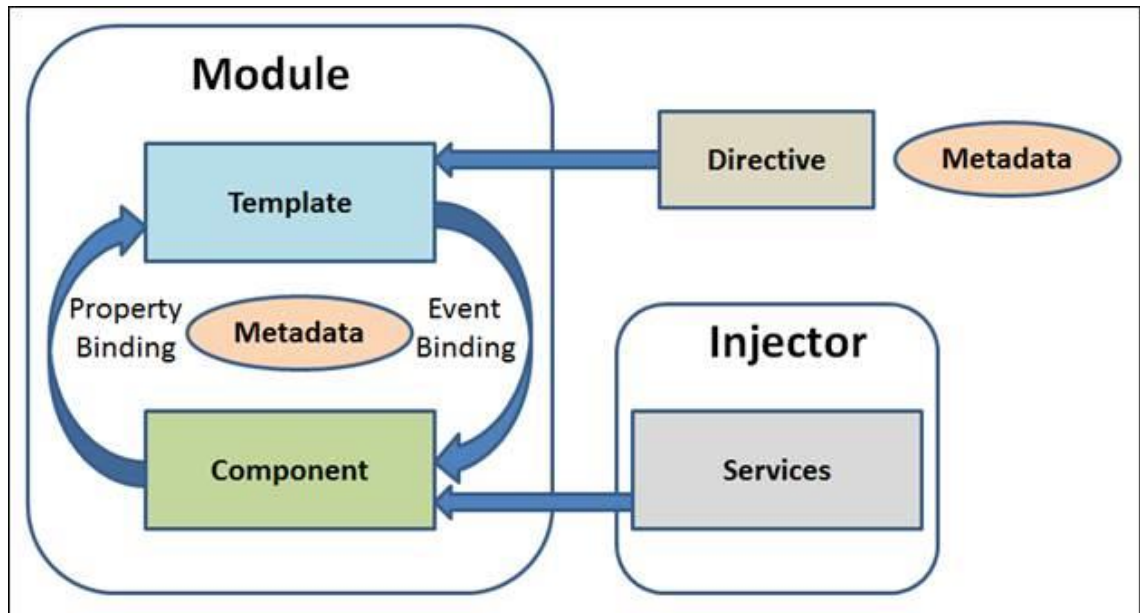 Module
Template
Directive
Metadata
Property
Binding
Metadata
Event
Binding
Injector
Component
Services